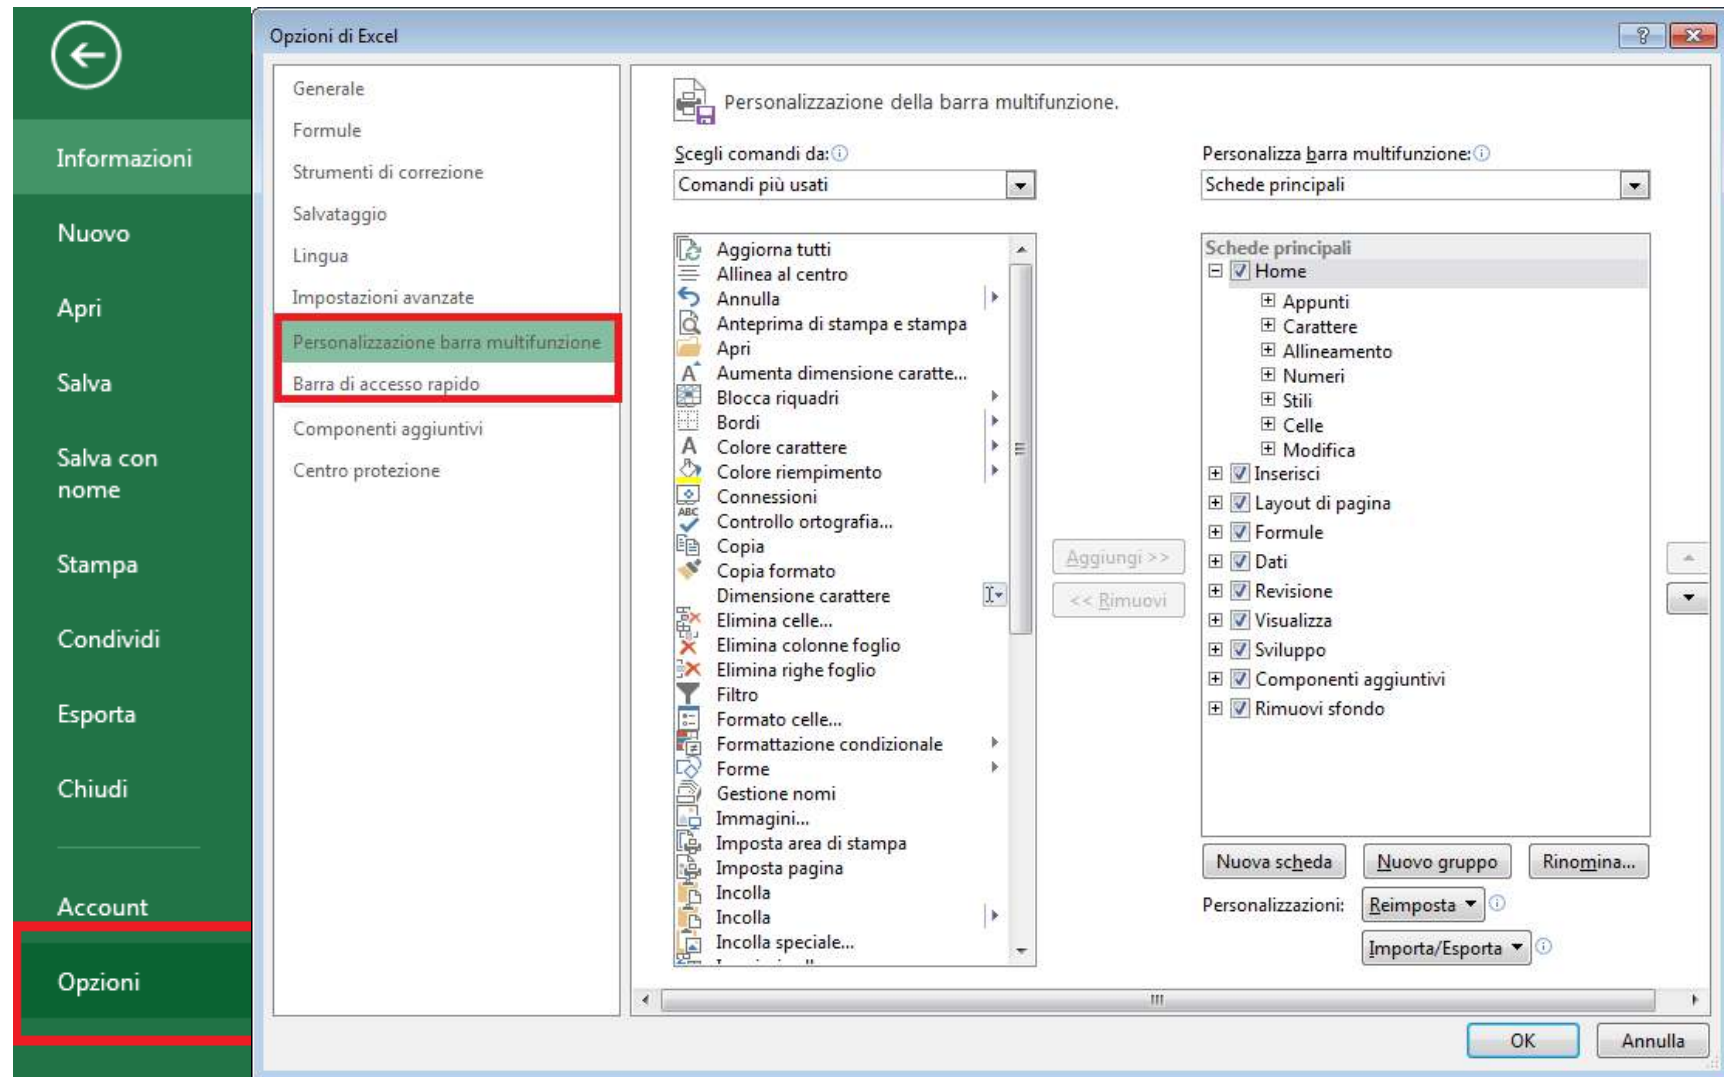 Informazioni
Nuovo
Apri
Salva
Salva con
nome
Stampa
Condividi
Esporta
Chiudi
Account
Opzioni
Opzioni di Excel
Generale
Formule
Strumenti di correzione
Salvataggio
Lingua
Impostazioni avanzate
Personalizzazione barra multifunzione
Barra di accesso rapido
Componenti aggiuntivi
Centro protezione
Personalizzazione della barra multifunzione.
Scegli comandi da:
Comandi più usati
Aggiorna tutti
Allinea al centro
Annulla
Anteprima di stampa e stampa
Apri
Aumenta dimensione caratte...
Blocca riquadri
Bordi
Colore carattere
Colore riempimento
Connessioni
Controllo ortografia...
Copia
Copia formato
Dimensione carattere
Elimina celle...
Elimina colonne foglio
Elimina righe foglio
Filtro
Formato celle...
Formattazione condizionale
Forme
Gestione nomi
Immagini...
Imposta area di stampa
Imposta pagina
Incolla
Incolla
Incolla speciale...
Aggiungi >>
<< Rimuovi
Personalizza barra multifunzione:
Schede principali
Schede principali
Home
Appunti
Carattere
Allineamento
Numeri
Stili
Celle
Modifica
Inserisci
Layout di pagina
Formule
Dati
Revisione
Visualizza
Sviluppo
Componenti aggiuntivi
Rimuovi sfondo
Nuova scheda Nuovo gruppo Rinomina...
Personalizzazioni: Reimposta
Importa/Esporta
OK Annulla